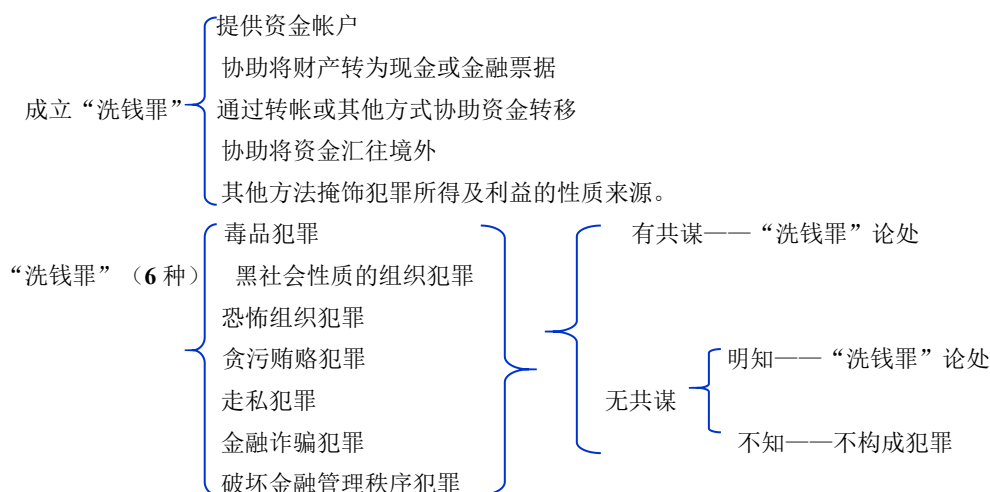 提供资金帐户
协助将财产转为现金或金融票据
成立“洗钱罪” 通过转帐或其他方式协助资金转移
协助将资金汇往境外
其他方法掩饰犯罪所得及利益的性质来源。
毒品犯罪 有共谋——“洗钱罪”论处
“洗钱罪”（6 种） 黑社会性质的组织犯罪
恐怖组织犯罪
贪污贿赂犯罪 明知——“洗钱罪”论处
走私犯罪 无共谋
金融诈骗犯罪 不知——不构成犯罪
破坏金融管理秩序犯罪